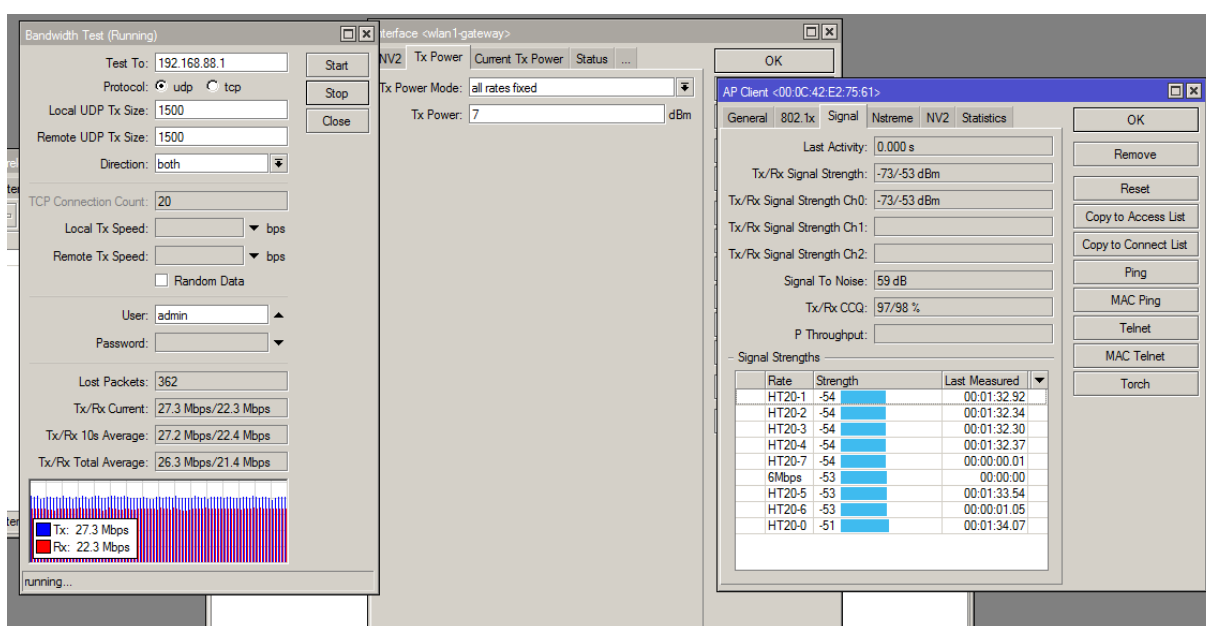 Bandwidth Test (Running)
Test To: 192.168.88.1
Protocol: udp tcp
Local UDP Tx Size: 1500
Remote UDP Tx Size: 1500
Direction: both
TCP Connection Count: 20
Local Tx Speed: bps
Remote Tx Speed: bps
Random Data
User: admin
Password:
Lost Packets: 362
Tx/Rx Current: 27.3 Mbps/22.3 Mbps
Tx/Rx 10s Average: 27.2 Mbps/22.4 Mbps
Tx/Rx Total Average: 26.3 Mbps/21.4 Mbps
Tx: 27.3 Mbps
Rx: 22.3 Mbps
running...
Start
Stop
Close
nterface <wlan1-gateway>
NV2 Tx Power Current Tx Power Status ...
Tx Power Mode: all rates fixed
Tx Power: 7 dBm
OK
AP Client <00:0C:42:E2:75:61>
General 802.1x Signal Nstreme NV2 Statistics
Last Activity: 0.000 s
Tx/Rx Signal Strength: -73/-53 dBm
Tx/Rx Signal Strength Ch0: -73/-53 dBm
Tx/Rx Signal Strength Ch1:
Tx/Rx Signal Strength Ch2:
Signal To Noise: 59 dB
Tx/Rx CCQ: 97/98 %
P Throughput:
Signal Strengths
Rate Strength Last Measured
HT20-1 -54 00:01:32.92
HT20-2 -54 00:01:32.34
HT20-3 -54 00:01:32.30
HT20-4 -54 00:01:32.37
HT20-7 -54 00:00:00.01
6Mbps -53 00:00:00
HT20-5 -53 00:01:33.54
HT20-6 -53 00:00:01.05
HT20-0 -51 00:01:34.07
OK
Remove
Reset
Copy to Access List
Copy to Connect List
Ping
MAC Ping
Telnet
MAC Telnet
Torch